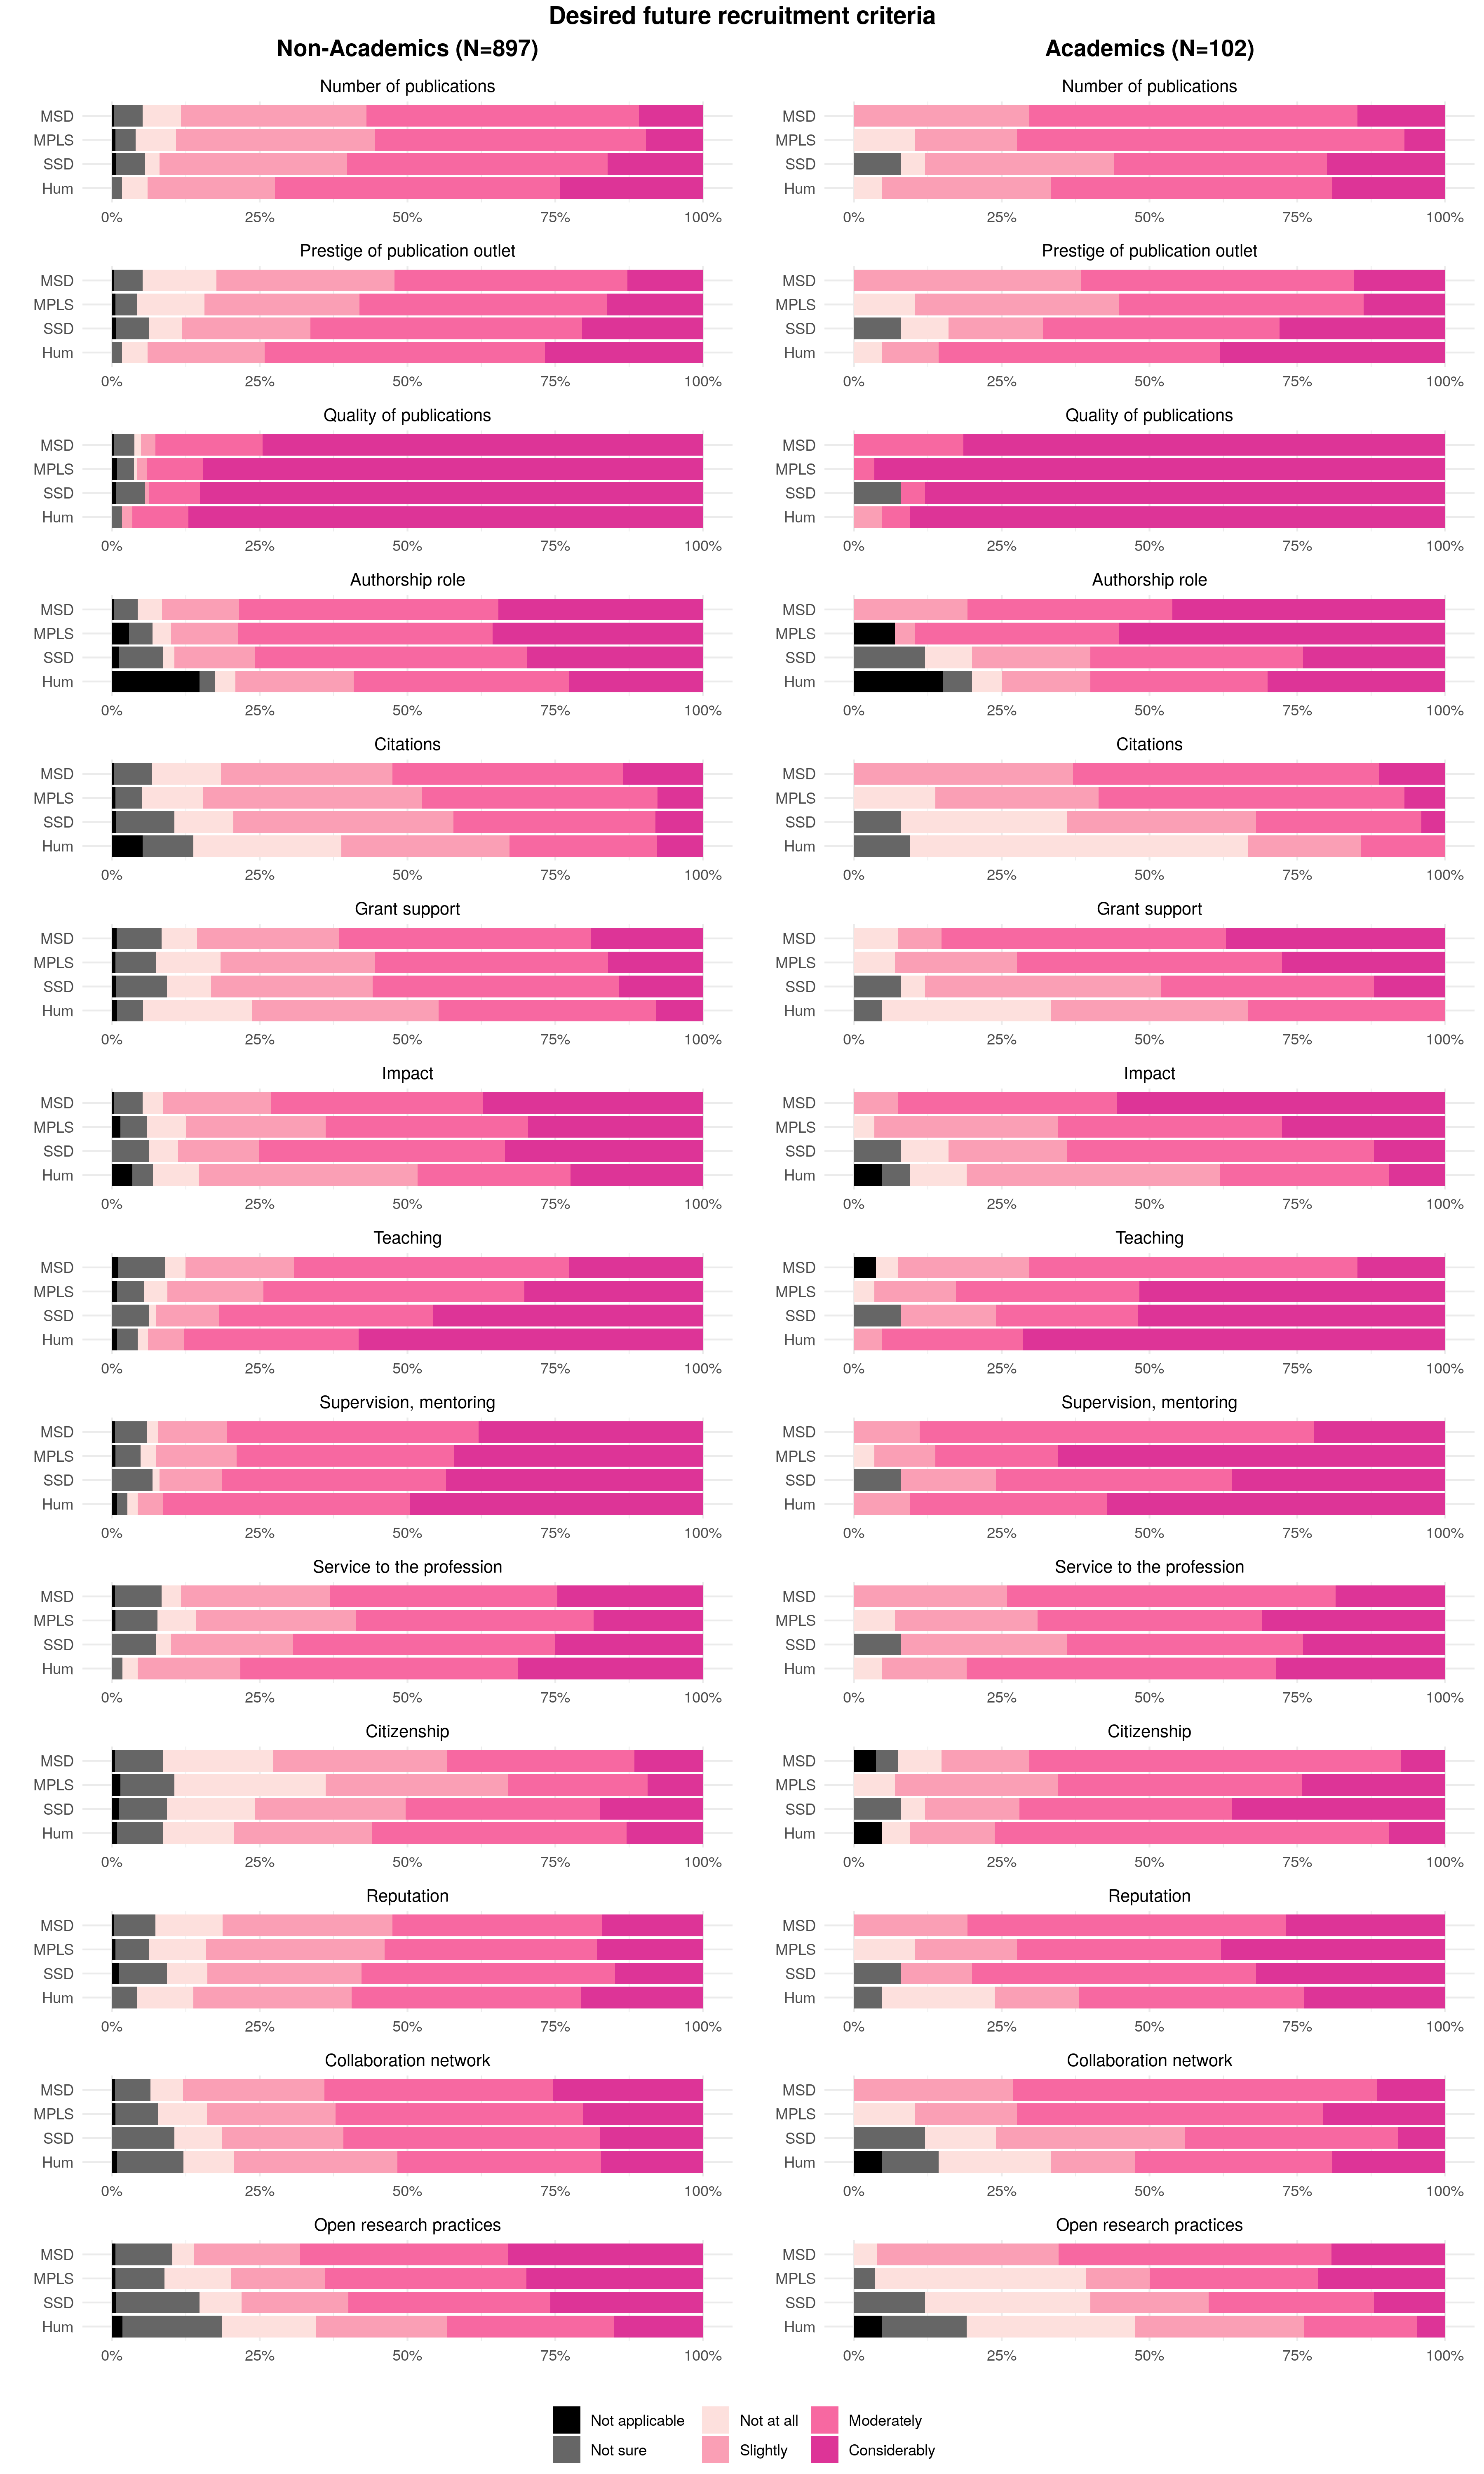 Desired future recruitment criteria
Non-Academics (N=897)
Academics (N=102)
Number of publications
MSD
MPLS
SSD
Hum
0% 25% 50% 75% 100%
Number of publications
MSD
MPLS
SSD
Hum
0% 25% 50% 75% 100%
Prestige of publication outlet
MSD
MPLS
SSD
Hum
0% 25% 50% 75% 100%
Prestige of publication outlet
MSD
MPLS
SSD
Hum
0% 25% 50% 75% 100%
Quality of publications
MSD
MPLS
SSD
Hum
0% 25% 50% 75% 100%
Quality of publications
MSD
MPLS
SSD
Hum
0% 25% 50% 75% 100%
Authorship role
MSD
MPLS
SSD
Hum
0% 25% 50% 75% 100%
Authorship role
MSD
MPLS
SSD
Hum
0% 25% 50% 75% 100%
Citations
MSD
MPLS
SSD
Hum
0% 25% 50% 75% 100%
Citations
MSD
MPLS
SSD
Hum
0% 25% 50% 75% 100%
Grant support
MSD
MPLS
SSD
Hum
0% 25% 50% 75% 100%
Grant support
MSD
MPLS
SSD
Hum
0% 25% 50% 75% 100%
Impact
MSD
MPLS
SSD
Hum
0% 25% 50% 75% 100%
Impact
MSD
MPLS
SSD
Hum
0% 25% 50% 75% 100%
Teaching
MSD
MPLS
SSD
Hum
0% 25% 50% 75% 100%
Teaching
MSD
MPLS
SSD
Hum
0% 25% 50% 75% 100%
Supervision, mentoring
MSD
MPLS
SSD
Hum
0% 25% 50% 75% 100%
Supervision, mentoring
MSD
MPLS
SSD
Hum
0% 25% 50% 75% 100%
Service to the profession
MSD
MPLS
SSD
Hum
0% 25% 50% 75% 100%
Service to the profession
MSD
MPLS
SSD
Hum
0% 25% 50% 75% 100%
Citizenship
MSD
MPLS
SSD
Hum
0% 25% 50% 75% 100%
Citizenship
MSD
MPLS
SSD
Hum
0% 25% 50% 75% 100%
Reputation
MSD
MPLS
SSD
Hum
0% 25% 50% 75% 100%
Reputation
MSD
MPLS
SSD
Hum
0% 25% 50% 75% 100%
Collaboration network
MSD
MPLS
SSD
Hum
0% 25% 50% 75% 100%
Collaboration network
MSD
MPLS
SSD
Hum
0% 25% 50% 75% 100%
Open research practices
MSD
MPLS
SSD
Hum
0% 25% 50% 75% 100%
Open research practices
MSD
MPLS
SSD
Hum
0% 25% 50% 75% 100%
Not applicable Not at all Moderately
Not sure Slightly Considerably